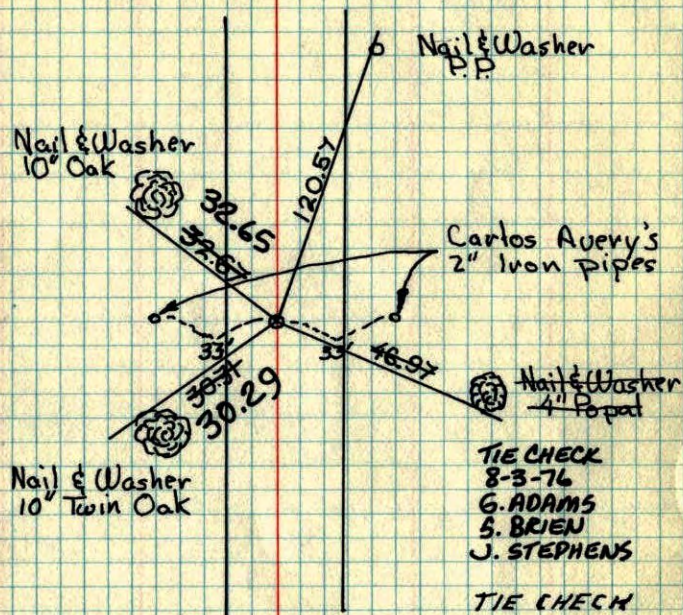 Nail & Washer
P.P.
Nail & Washer
10" Oak
120.57
32.65
32.67
Carlos Avery's
2" Iron pipes
33'
33'
46.97
30.31
30.29
Nail & Washer
4" Popal
Nail & Washer
10" Twin Oak
TIE CHECK
8-3-76
G. ADAMS
S. BRIEN
J. STEPHENS
TIE CHECK